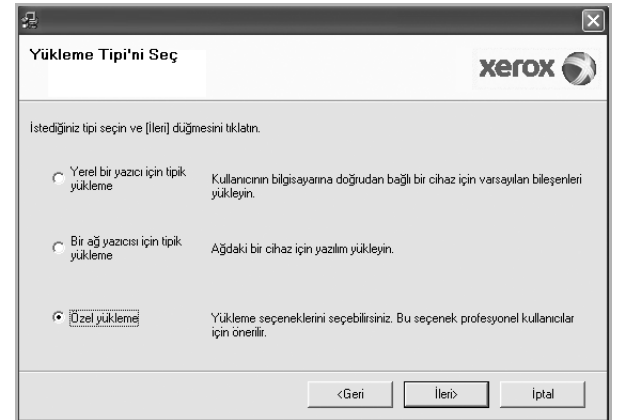 Yükleme Tipi'ni Seç
xerox
İstediğiniz tipi seçin ve [İleri] düğmesini tıklatın.
Yerel bir yazıcı için tipik
yükleme
Kullanıcının bilgisayarına doğrudan bağlı bir cihaz için varsayılan bileşenleri
yükleyin.
Bir ağ yazıcısı için tipik
yükleme
Ağdaki bir cihaz için yazılım yükleyin.
Özel yükleme
Yükleme seçeneklerini seçebilirsiniz. Bu seçenek profesyonel kullanıcılar
için önerilir.
<Geri
İleri>
İptal